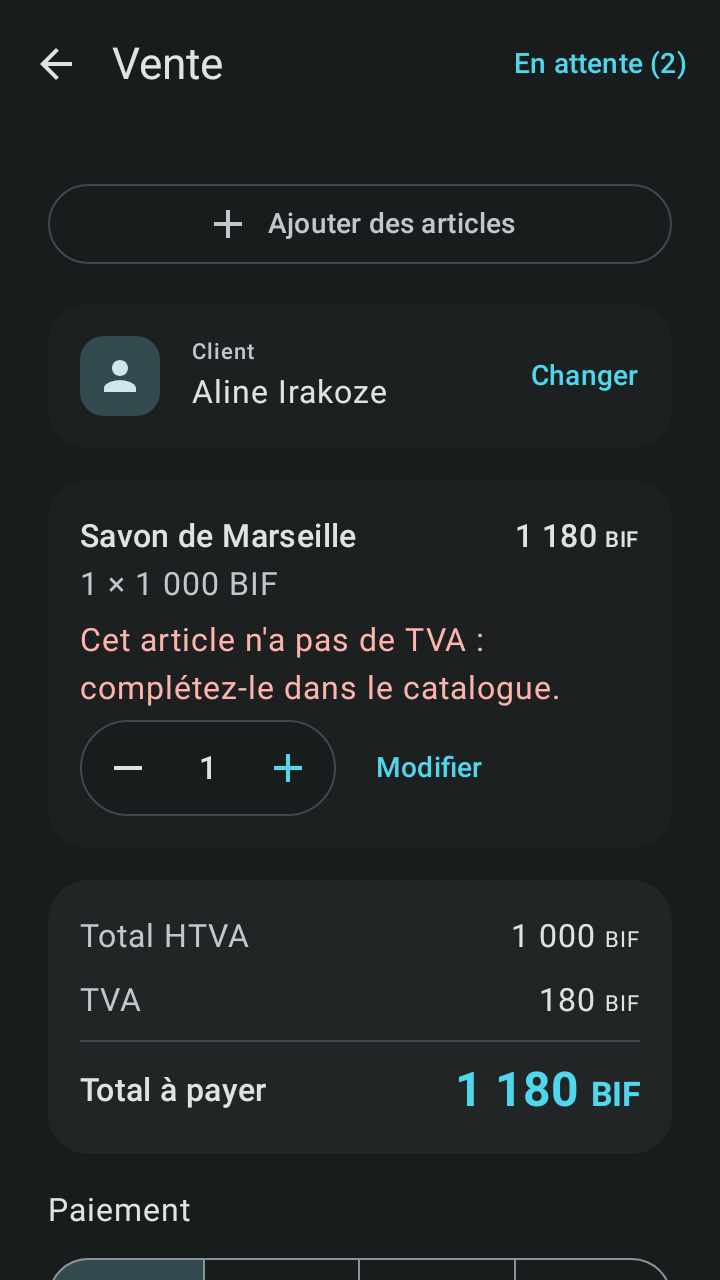 Vente
En attente (2)
Ajouter des articles
Client
Aline Irakoze
Changer
Savon de Marseille
1 180 BIF
1 × 1 000 BIF
Cet article n'a pas de TVA :
complétez-le dans le catalogue.
1
Modifier
Total HTVA
1 000 BIF
TVA
180 BIF
Total à payer
1 180 BIF
Paiement